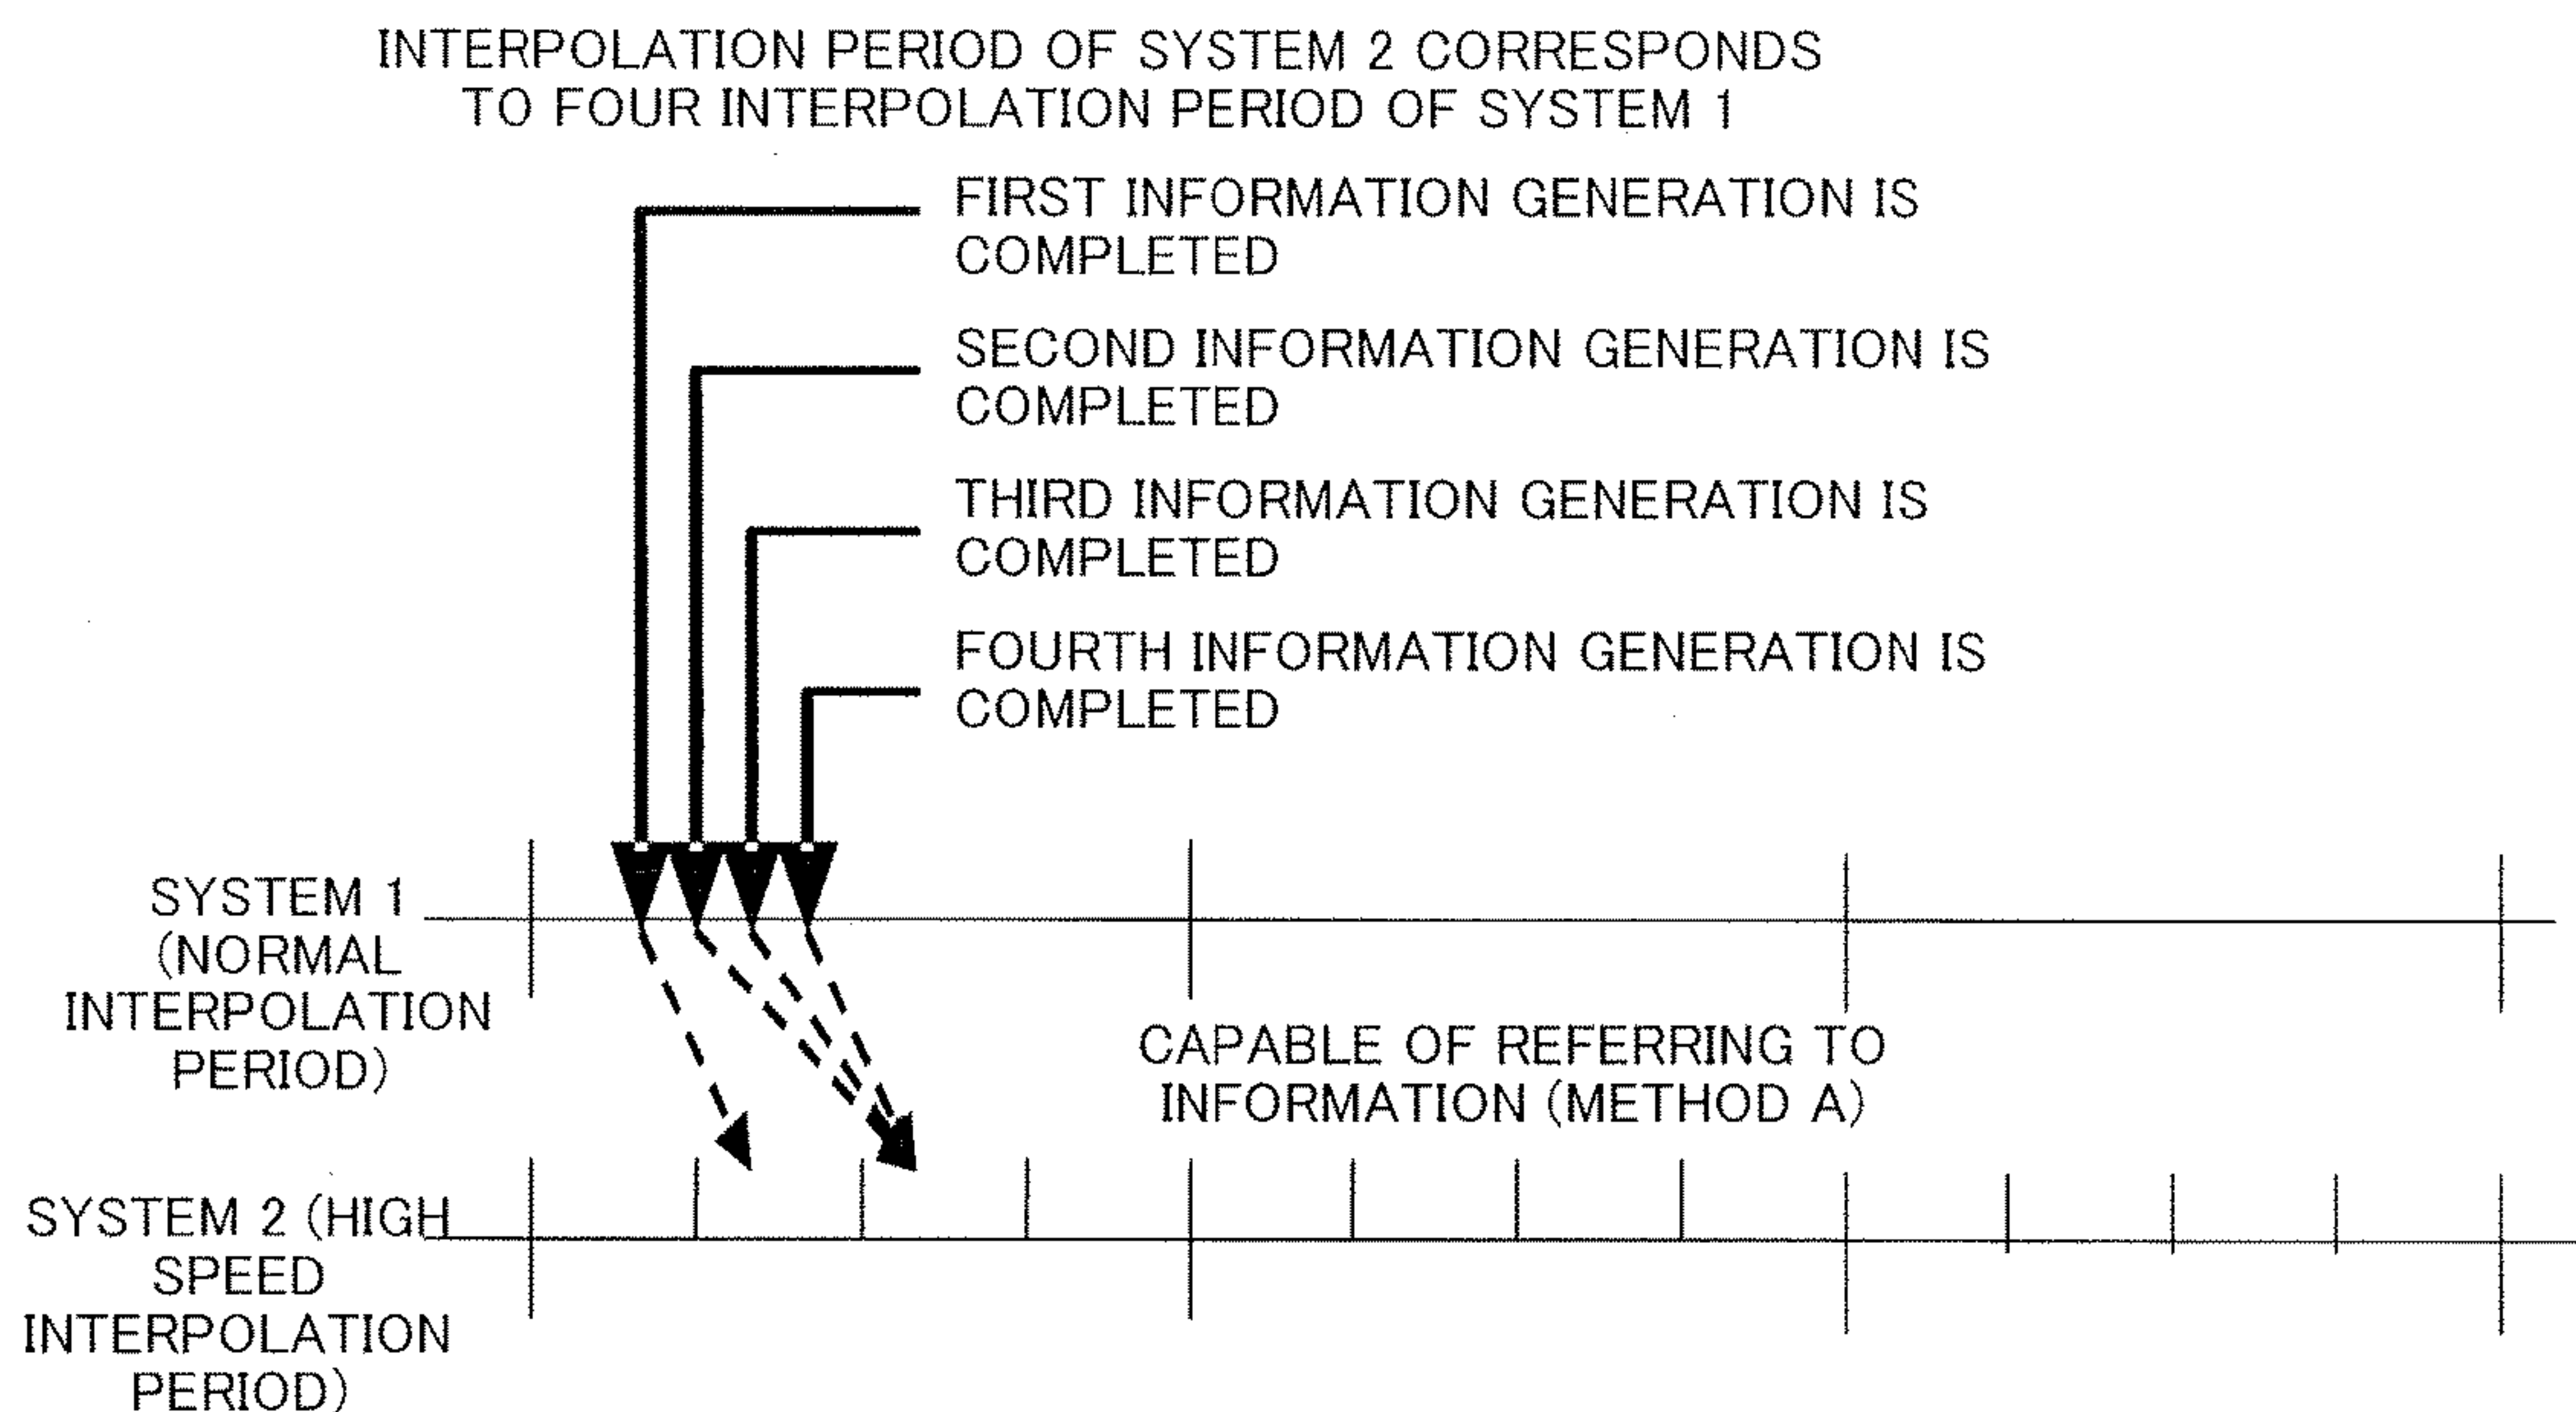 INTERPOLATION PERIOD OF SYSTEM 2 CORRESPONDS
TO FOUR INTERPOLATION PERIOD OF SYSTEM 1
FIRST INFORMATION GENERATION IS
COMPLETED
SECOND INFORMATION GENERATION IS
COMPLETED
THIRD INFORMATION GENERATION IS
COMPLETED
FOURTH INFORMATION GENERATION IS
COMPLETED
SYSTEM 1
(NORMAL
INTERPOLATION
PERIOD)
CAPABLE OF REFERRING TO
INFORMATION (METHOD A)
SYSTEM 2 (HIGH
SPEED
INTERPOLATION
PERIOD)